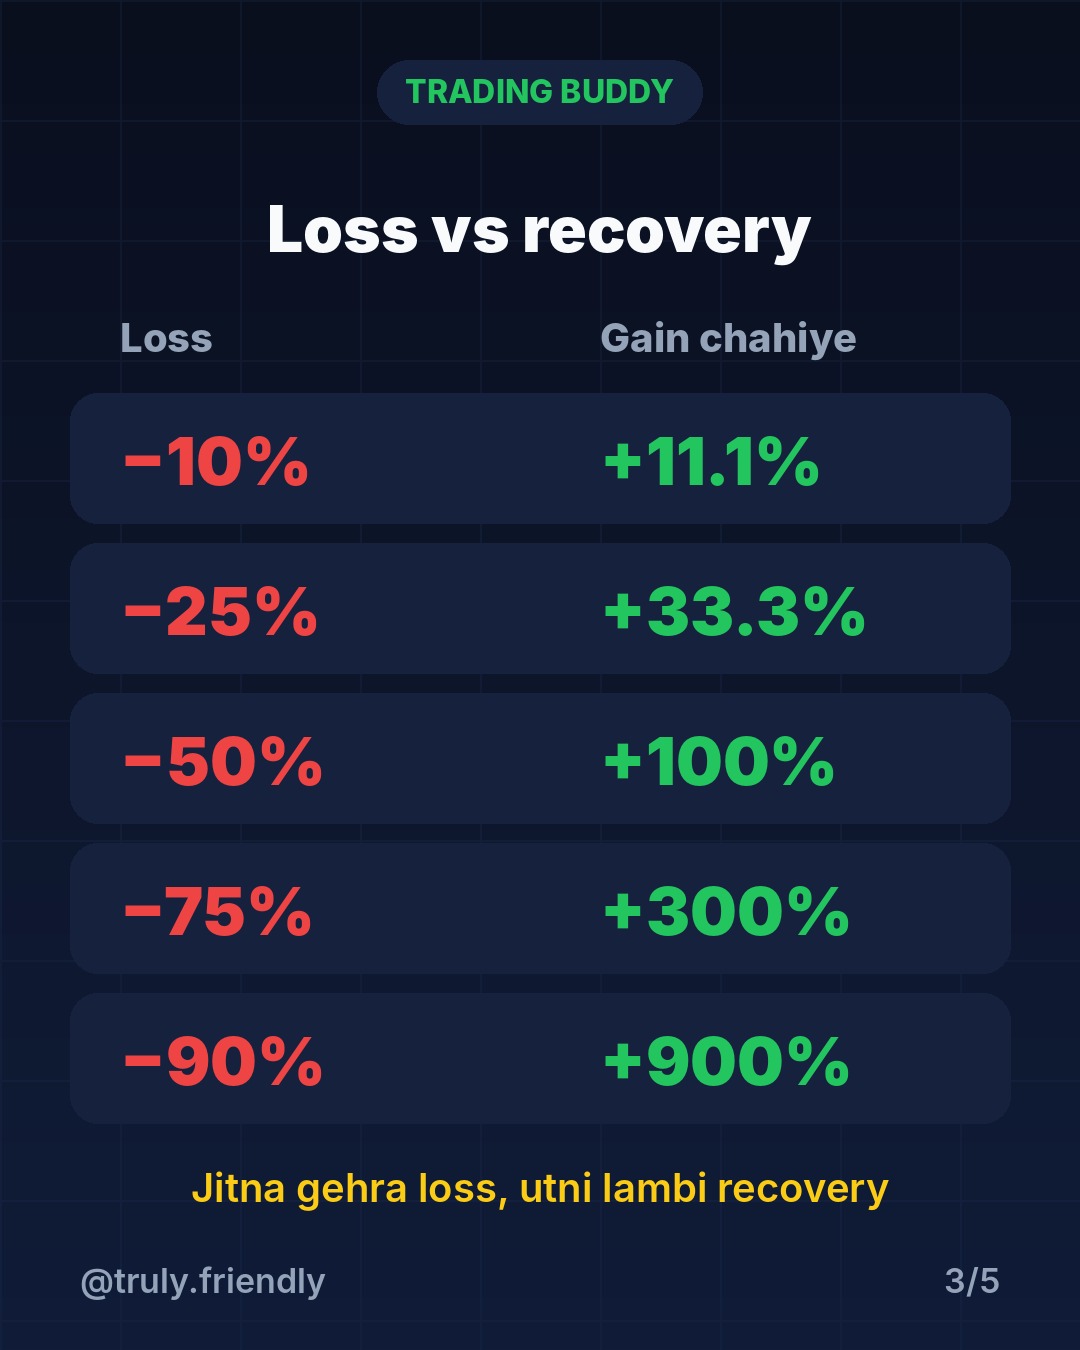 TRADING BUDDY
Loss vs recovery
Loss Gain chahiye
−10% +11.1%
−25% +33.3%
−50% +100%
−75% +300%
−90% +900%
Jitna gehra loss, utni lambi recovery
@truly.friendly 3/5